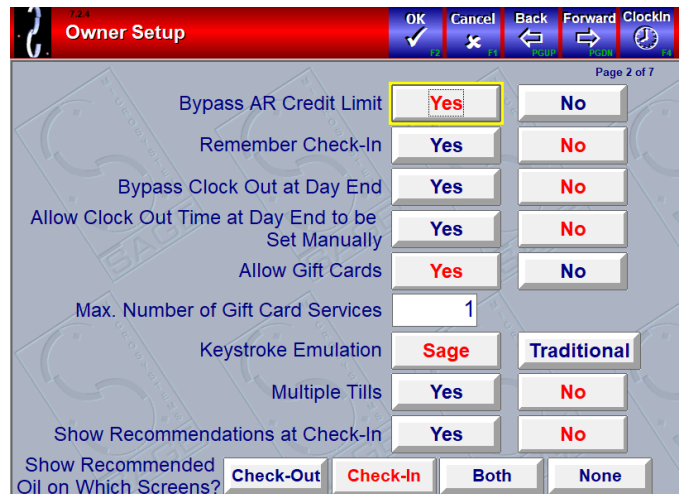 7.2.4
Owner Setup
OK Cancel Back Forward ClockIn
F2 F1 PGUP PGDN F4
Page 2 of 7
Bypass AR Credit Limit Yes No
Remember Check-In Yes No
Bypass Clock Out at Day End Yes No
Allow Clock Out Time at Day End to be
Set Manually Yes No
Allow Gift Cards Yes No
Max. Number of Gift Card Services 1
Keystroke Emulation Sage Traditional
Multiple Tills Yes No
Show Recommendations at Check-In Yes No
Show Recommended
Oil on Which Screens? Check-Out Check-In Both None